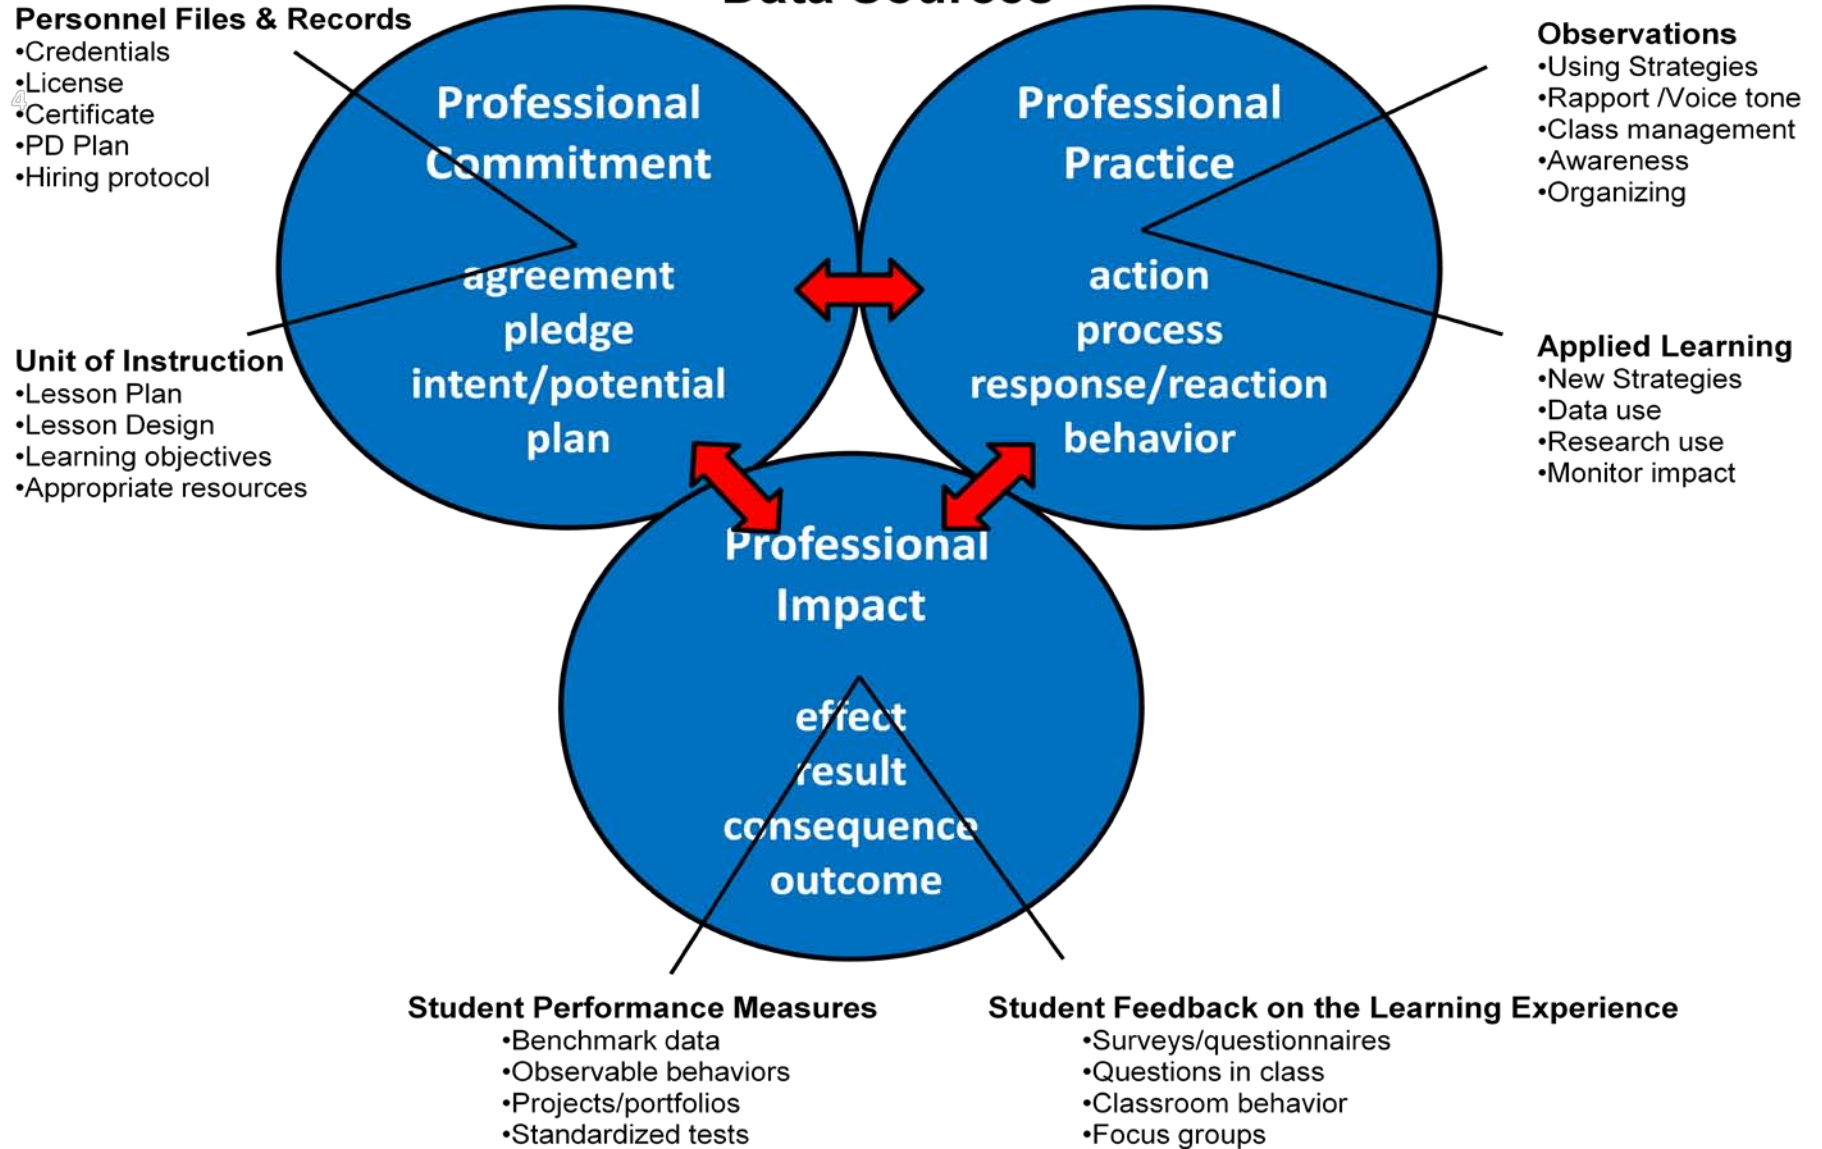 Data Sources
Personnel Files & Records
•Credentials
•License
•Certificate
•PD Plan
•Hiring protocol
4
Unit of Instruction
•Lesson Plan
•Lesson Design
•Learning objectives
•Appropriate resources
Professional
Commitment
agreement
pledge
intent/potential
plan
Professional
Practice
action
process
response/reaction
behavior
Observations
•Using Strategies
•Rapport /Voice tone
•Class management
•Awareness
•Organizing
Applied Learning
•New Strategies
•Data use
•Research use
•Monitor impact
Professional
Impact
effect
result
consequence
outcome
Student Performance Measures
•Benchmark data
•Observable behaviors
•Projects/portfolios
•Standardized tests
Student Feedback on the Learning Experience
•Surveys/questionnaires
•Questions in class
•Classroom behavior
•Focus groups